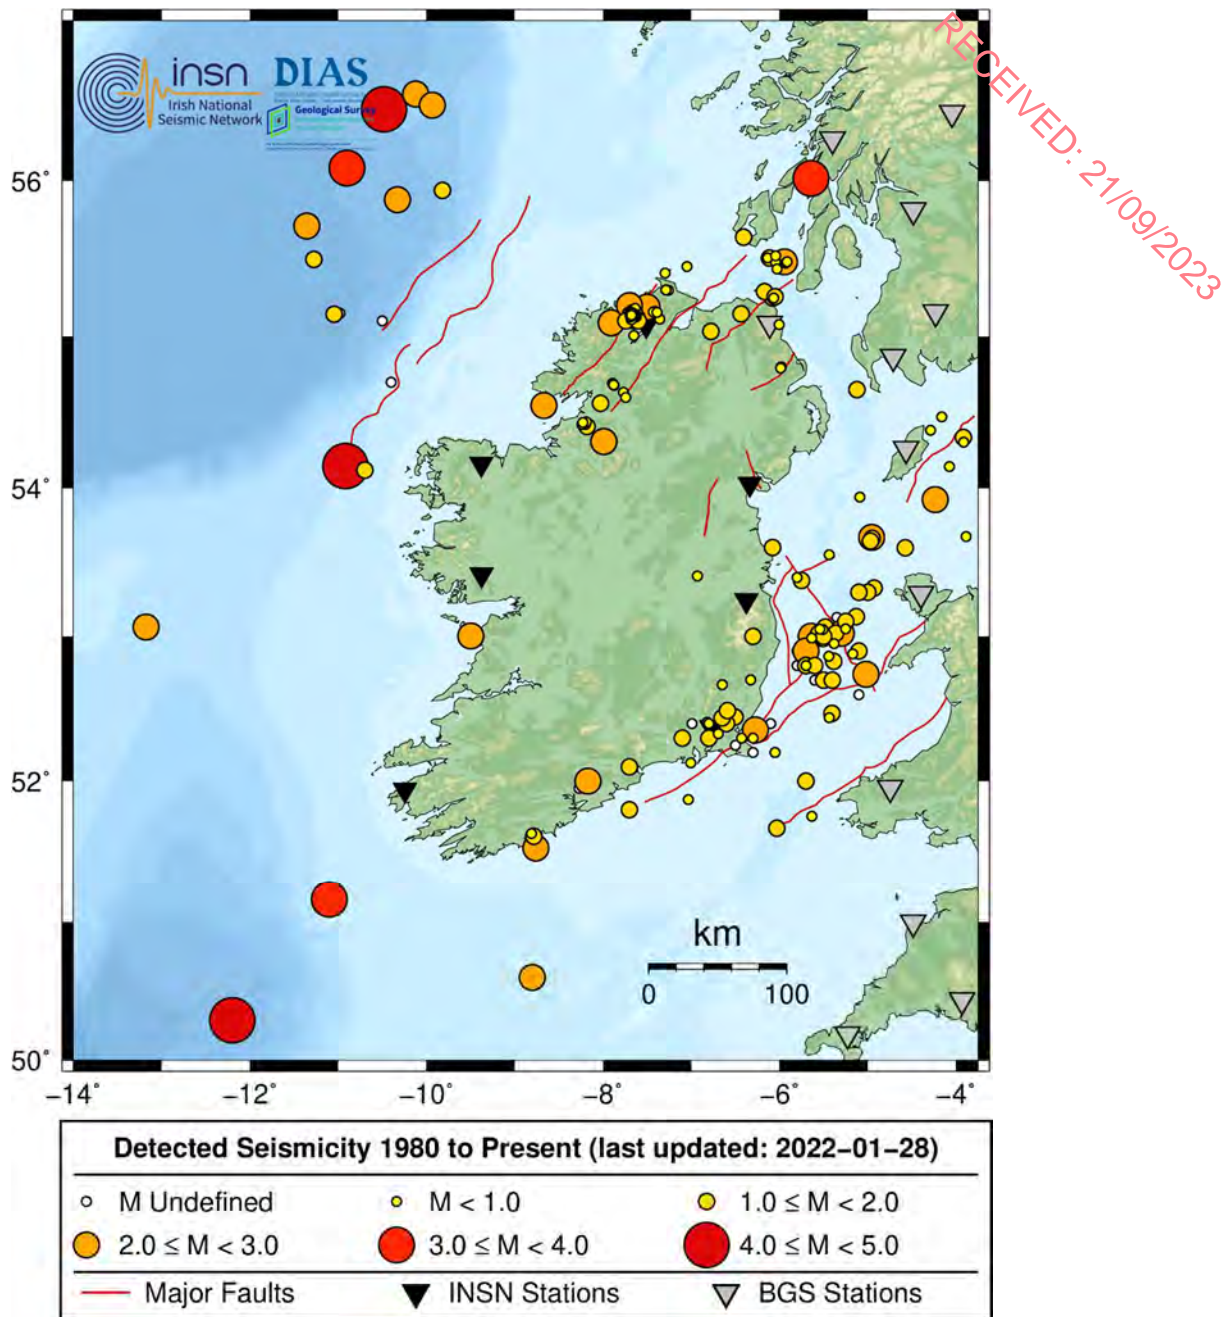 RECEIVED: 21/09/2023
insn
Irish National
Seismic Network
DIAS
Geological Survey
56°
54°
52°
50°
km
0 100
−14° −12° −10° −8° −6° −4°
Detected Seismicity 1980 to Present (last updated: 2022−01−28)
M Undefined M < 1.0 1.0 ≤ M < 2.0
2.0 ≤ M < 3.0 3.0 ≤ M < 4.0 4.0 ≤ M < 5.0
Major Faults INSN Stations BGS Stations